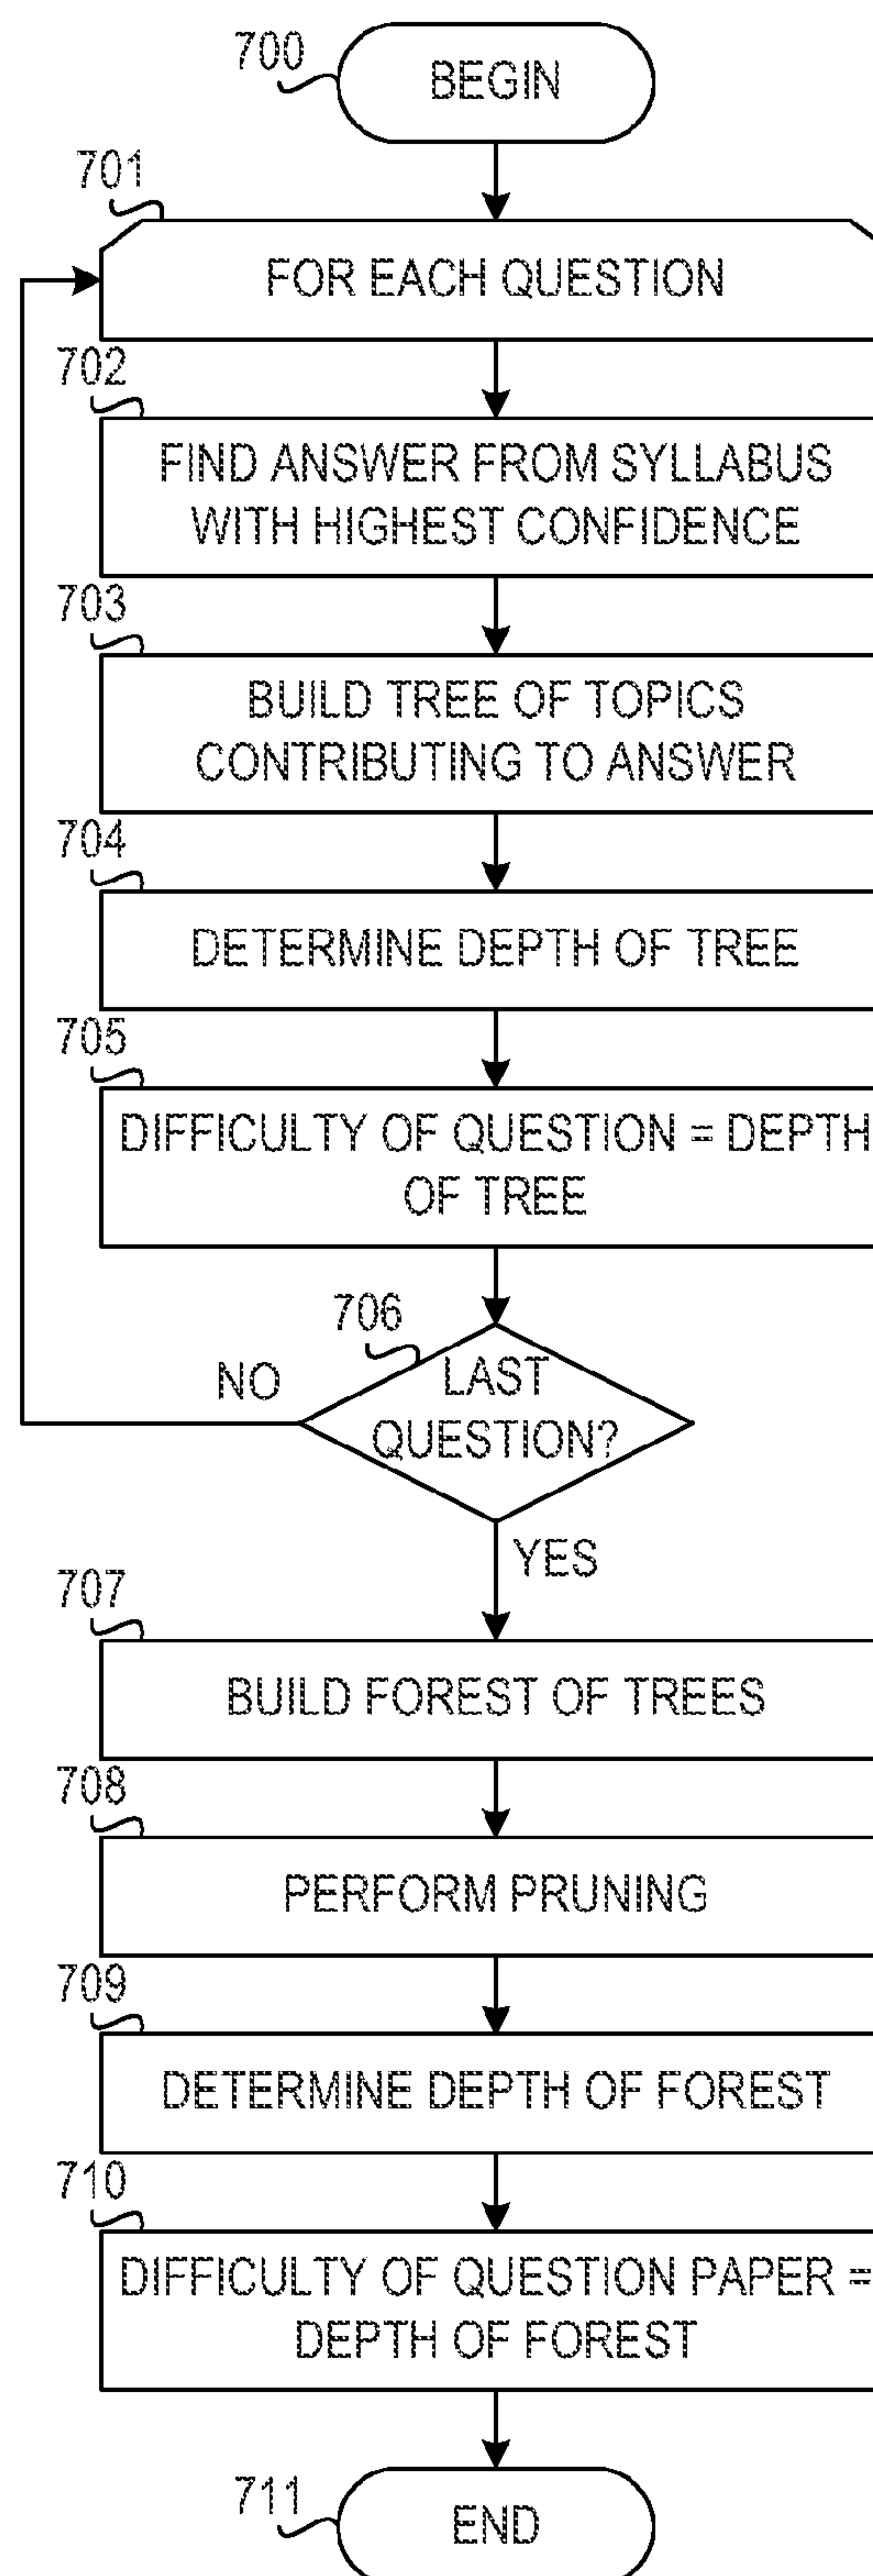 700
BEGIN
701
FOR EACH QUESTION
702
FIND ANSWER FROM SYLLABUS
WITH HIGHEST CONFIDENCE
703
BUILD TREE OF TOPICS
CONTRIBUTING TO ANSWER
704
DETERMINE DEPTH OF TREE
705
DIFFICULTY OF QUESTION = DEPTH
OF TREE
706
NO
LAST
QUESTION?
YES
707
BUILD FOREST OF TREES
708
PERFORM PRUNING
709
DETERMINE DEPTH OF FOREST
710
DIFFICULTY OF QUESTION PAPER =
DEPTH OF FOREST
711
END